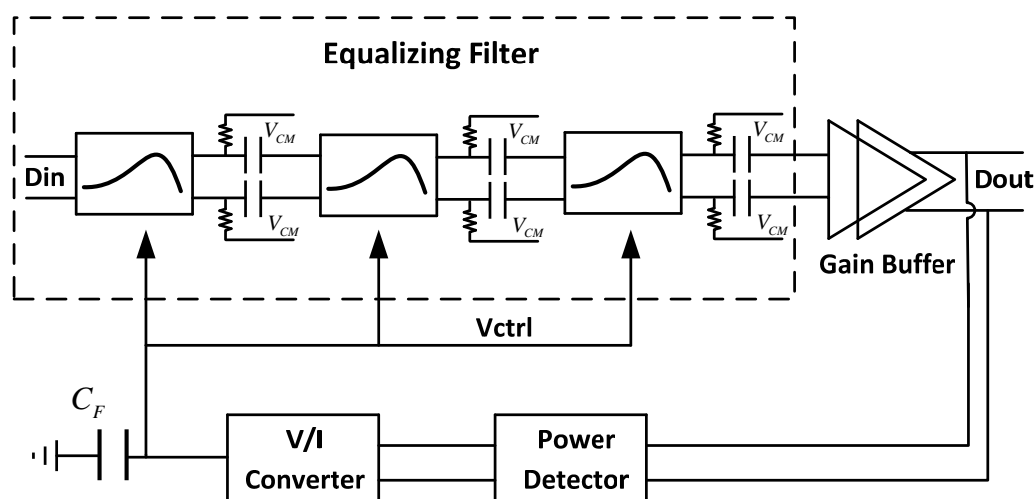 Equalizing Filter
V_CM
V_CM
V_CM
Din
Dout
V_CM
V_CM
V_CM
Gain Buffer
Vctrl
C_F
V/I
Converter
Power
Detector